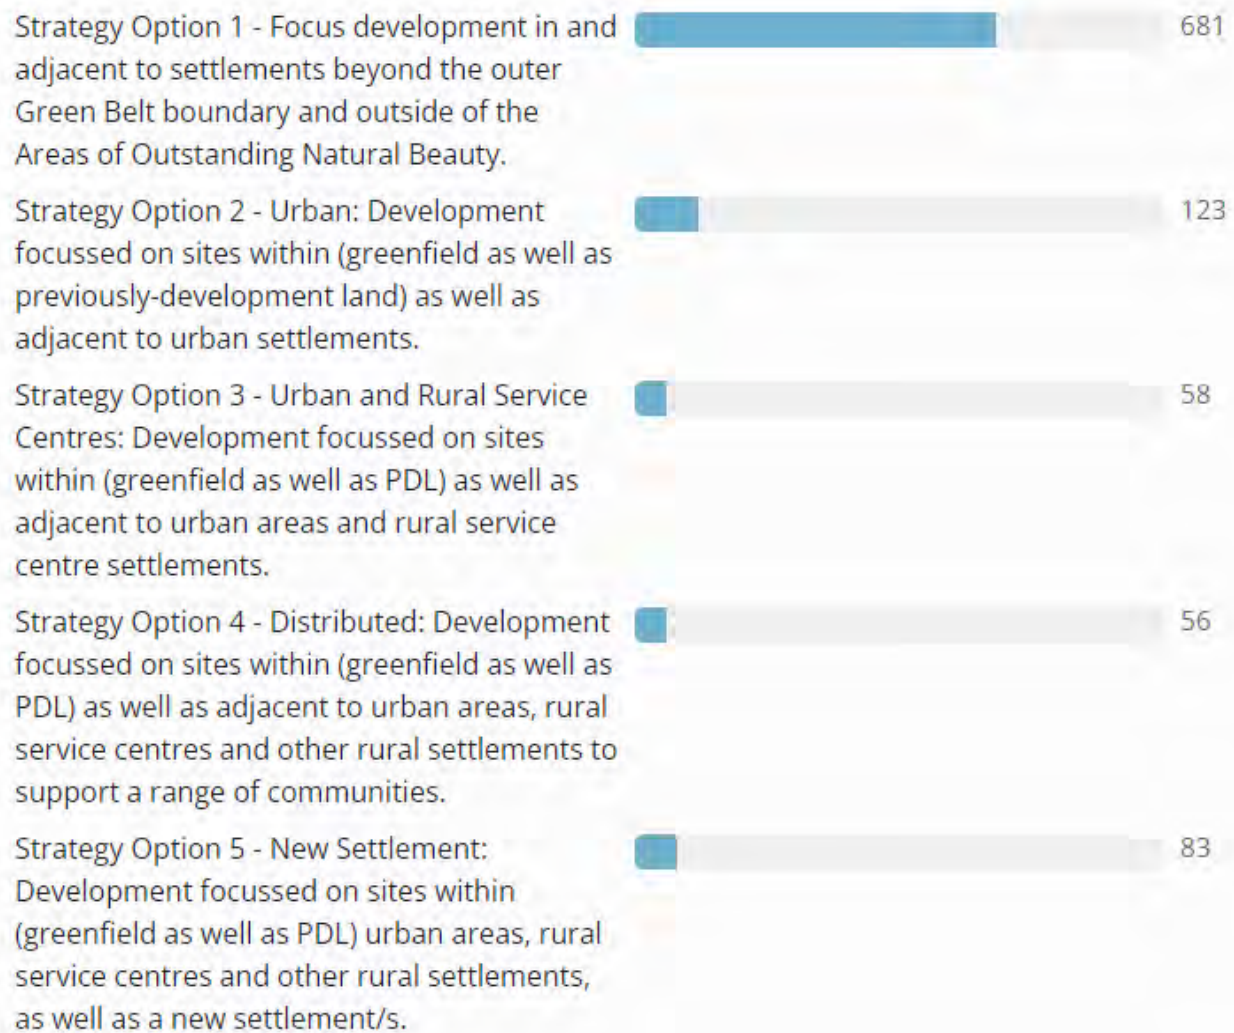 Strategy Option 1 - Focus development in and
adjacent to settlements beyond the outer
Green Belt boundary and outside of the
Areas of Outstanding Natural Beauty.
681
Strategy Option 2 - Urban: Development
focussed on sites within (greenfield as well as
previously-development land) as well as
adjacent to urban settlements.
123
Strategy Option 3 - Urban and Rural Service
Centres: Development focussed on sites
within (greenfield as well as PDL) as well as
adjacent to urban areas and rural service
centre settlements.
58
Strategy Option 4 - Distributed: Development
focussed on sites within (greenfield as well as
PDL) as well as adjacent to urban areas, rural
service centres and other rural settlements to
support a range of communities.
56
Strategy Option 5 - New Settlement:
Development focussed on sites within
(greenfield as well as PDL) urban areas, rural
service centres and other rural settlements,
as well as a new settlement/s.
83